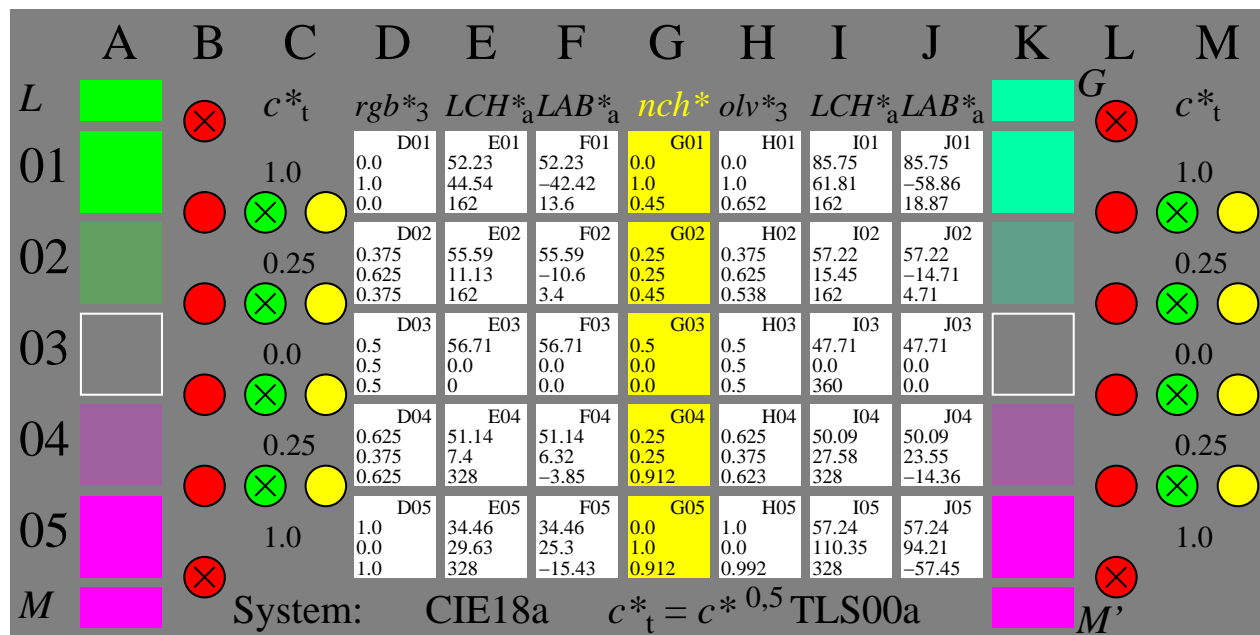 A B C D E F G H I J K L M
L c*t rgb*3 LCH*a LAB*a nch* olv*3 LCH*a LAB*a G c*t
01 1.0 D01 E01 F01 G01 H01 I01 J01 1.0
0.0 52.23 52.23 0.0 0.0 85.75 85.75
1.0 44.54 −42.42 1.0 1.0 61.81 −58.86
0.0 162 13.6 0.45 0.652 162 18.87
02 0.25 D02 E02 F02 G02 H02 I02 J02 0.25
0.375 55.59 55.59 0.25 0.375 57.22 57.22
0.625 11.13 −10.6 0.25 0.625 15.45 −14.71
0.375 162 3.4 0.45 0.538 162 4.71
03 0.0 D03 E03 F03 G03 H03 I03 J03 0.0
0.5 56.71 56.71 0.5 0.5 47.71 47.71
0.5 0.0 0.0 0.0 0.5 0.0 0.0
0.5 0 0.0 0.0 0.5 360 0.0
04 0.25 D04 E04 F04 G04 H04 I04 J04 0.25
0.625 51.14 51.14 0.25 0.625 50.09 50.09
0.375 7.4 6.32 0.25 0.375 27.58 23.55
0.625 328 −3.85 0.912 0.623 328 −14.36
05 1.0 D05 E05 F05 G05 H05 I05 J05 1.0
1.0 34.46 34.46 0.0 1.0 57.24 57.24
0.0 29.63 25.3 1.0 0.0 110.35 94.21
1.0 328 −15.43 0.912 0.992 328 −57.45
M System: CIE18a c*t = c* 0,5 TLS00a M’